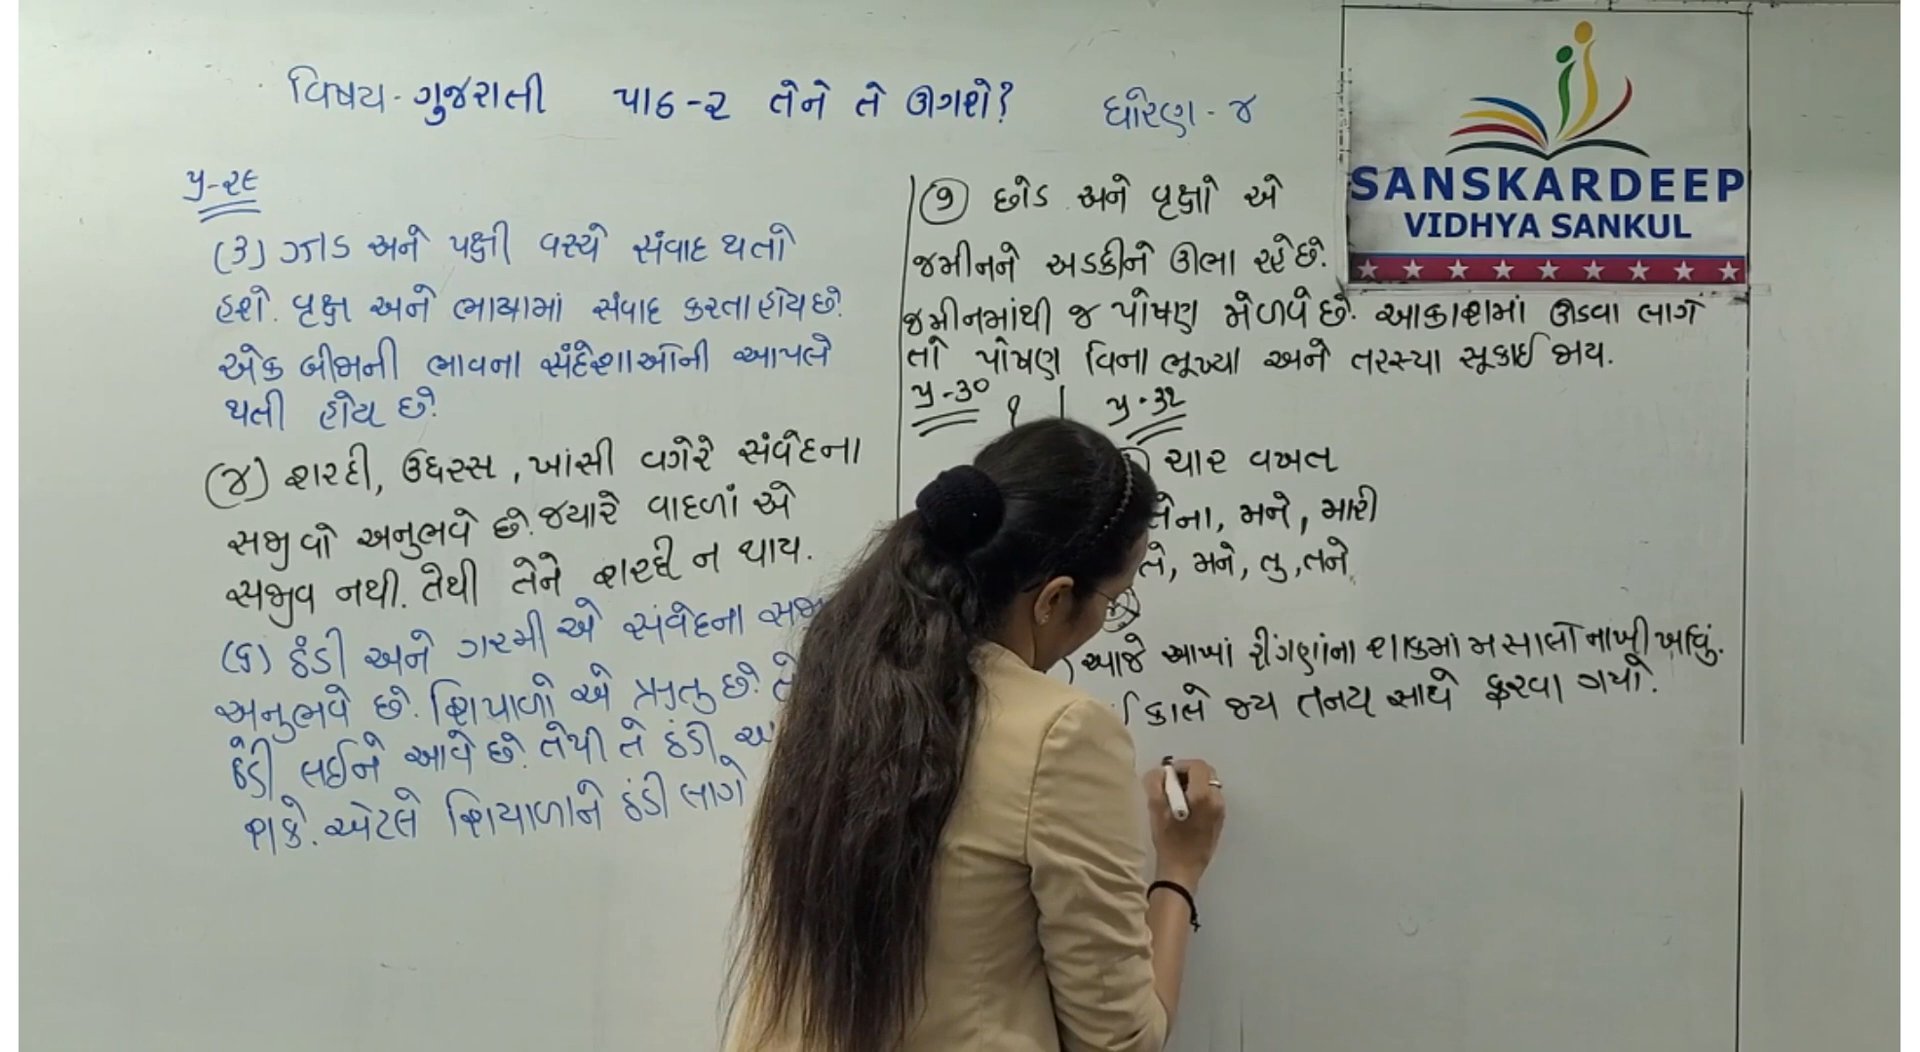 વિષય - ગુજરાતી પાઠ-૨ તેને તે ઊગશે? ધોરણ - ૪
SANSKARDEEP
VIDHYA SANKUL
પૃ-૨૯
(૩) ઝાડ અને પક્ષી વચ્ચે સંવાદ થતો
હશે. વૃક્ષ અને ભાષામાં સંવાદ કરતા હોય છે.
એક બીજાની ભાવના સંદેશાઓની આપલે
થતી હોય છે.
(૪) શરદી, ઉધરસ, ખાંસી વગેરે સંવેદના
સજીવો અનુભવે છે. જ્યારે વાદળાં એ
સજીવ નથી. તેથી તેને શરદી ન થાય.
(૬) ઠંડી અને ગરમી એ સંવેદના
અનુભવે છે. શિયાળો એ ઋતુ છે.
ઠંડી લઈને આવે છે. તેથી તે ઠંડી
શકે. એટલે શિયાળાને ઠંડી લાગે
૭ છોડ અને વૃક્ષો એ
જમીનને અડકીને ઊભા રહે છે.
જમીનમાંથી જ પોષણ મેળવે છે. આકાશમાં ઊડવા લાગે
તો પોષણ વિના ભૂખ્યા અને તરસ્યા સૂકાઈ જાય.
પૃ-૩૦
પૃ-૩૨
ચાર વખત
તેના, મને, મારી
તે, મને, તુ, તને
આજે આખાં રીંગણાંના શાકમાં મસાલો નાખી ખાધું.
કાલે જય તનય સાથે ફરવા ગયો.